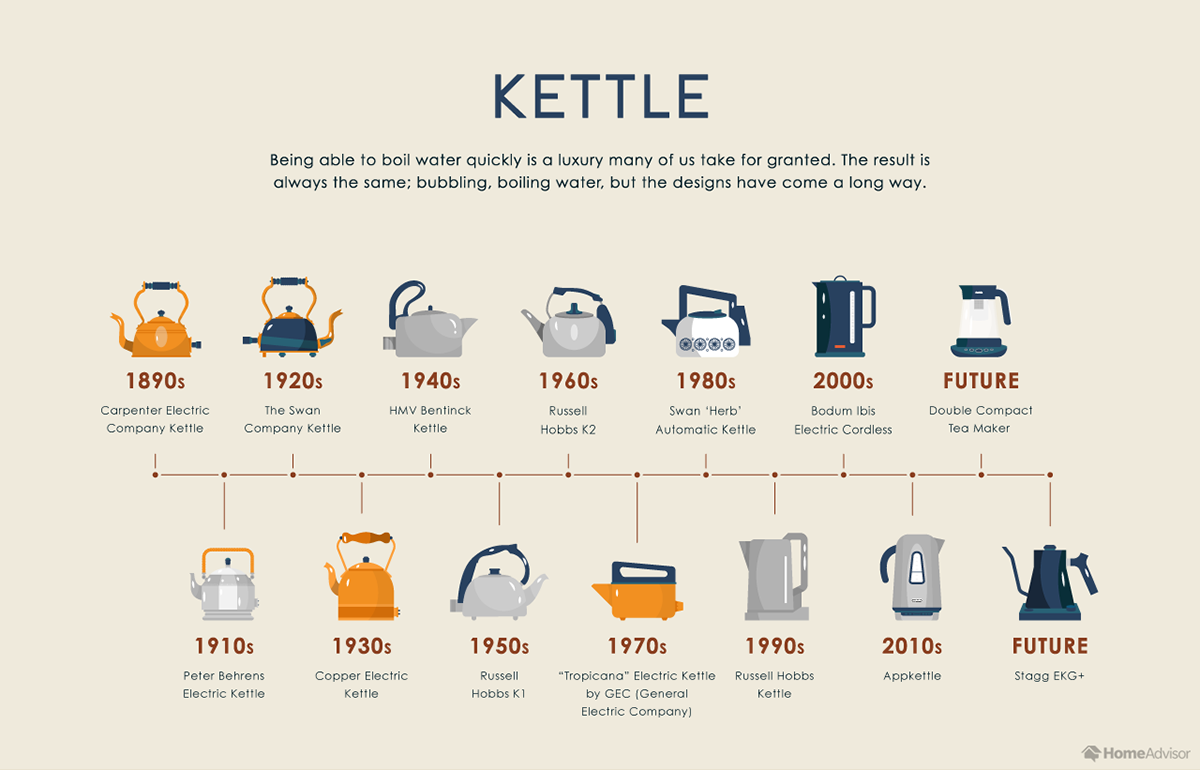 KETTLE
Being able to boil water quickly is a luxury many of us take for granted. The result is
always the same; bubbling, boiling water, but the designs have come a long way.
1890s
Carpenter Electric
Company Kettle
1920s
The Swan
Company Kettle
1940s
HMV Bentinck
Kettle
1960s
Russell
Hobbs K2
1980s
Swan ‘Herb’
Automatic Kettle
2000s
Bodum Ibis
Electric Cordless
FUTURE
Double Compact
Tea Maker
1910s
Peter Behrens
Electric Kettle
1930s
Copper Electric
Kettle
1950s
Russell
Hobbs K1
1970s
“Tropicana” Electric Kettle
by GEC (General
Electric Company)
1990s
Russell Hobbs
Kettle
2010s
Appkettle
FUTURE
Stagg EKG+
HomeAdvisor